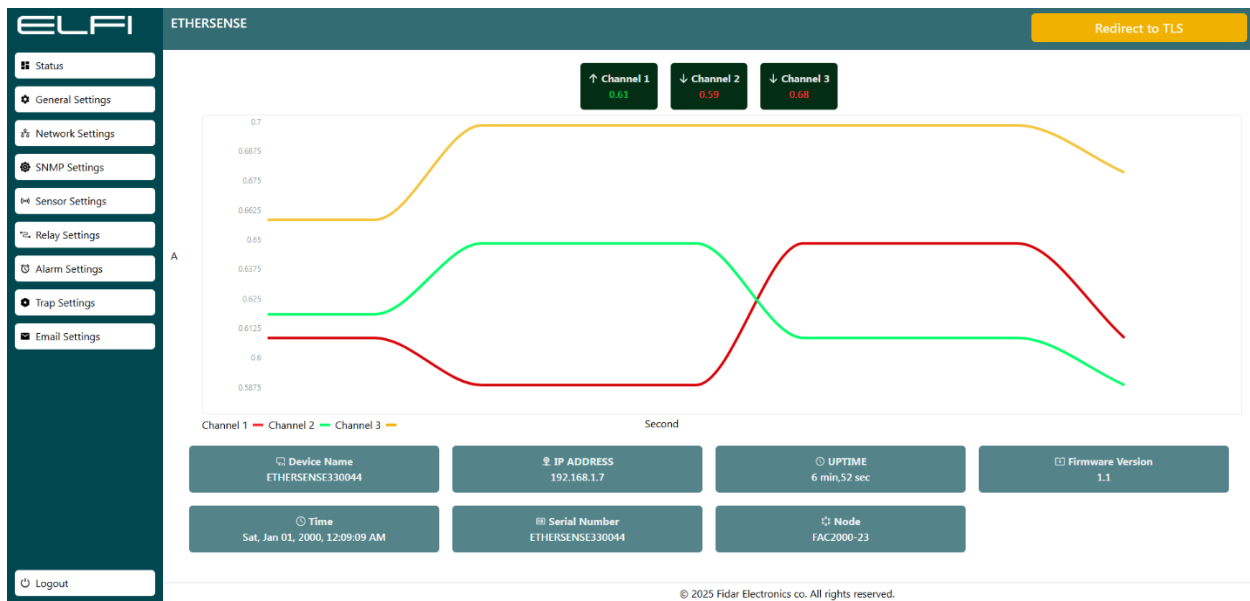 ELFI
ETHERSENSE
Redirect to TLS
Status
General Settings
Network Settings
SNMP Settings
Sensor Settings
Relay Settings
Alarm Settings
Trap Settings
Email Settings
Logout
↑ Channel 1
0.61
↓ Channel 2
0.59
↓ Channel 3
0.68
0.7
0.6875
0.675
0.6625
0.65
0.6375
0.625
0.6125
0.6
0.5875
A
Second
Channel 1 Channel 2 Channel 3
Device Name
ETHERSENSE330044
IP ADDRESS
192.168.1.7
UPTIME
6 min,52 sec
Firmware Version
1.1
Time
Sat, Jan 01, 2000, 12:09:09 AM
Serial Number
ETHERSENSE330044
Node
FAC2000-23
© 2025 Fidar Electronics co. All rights reserved.